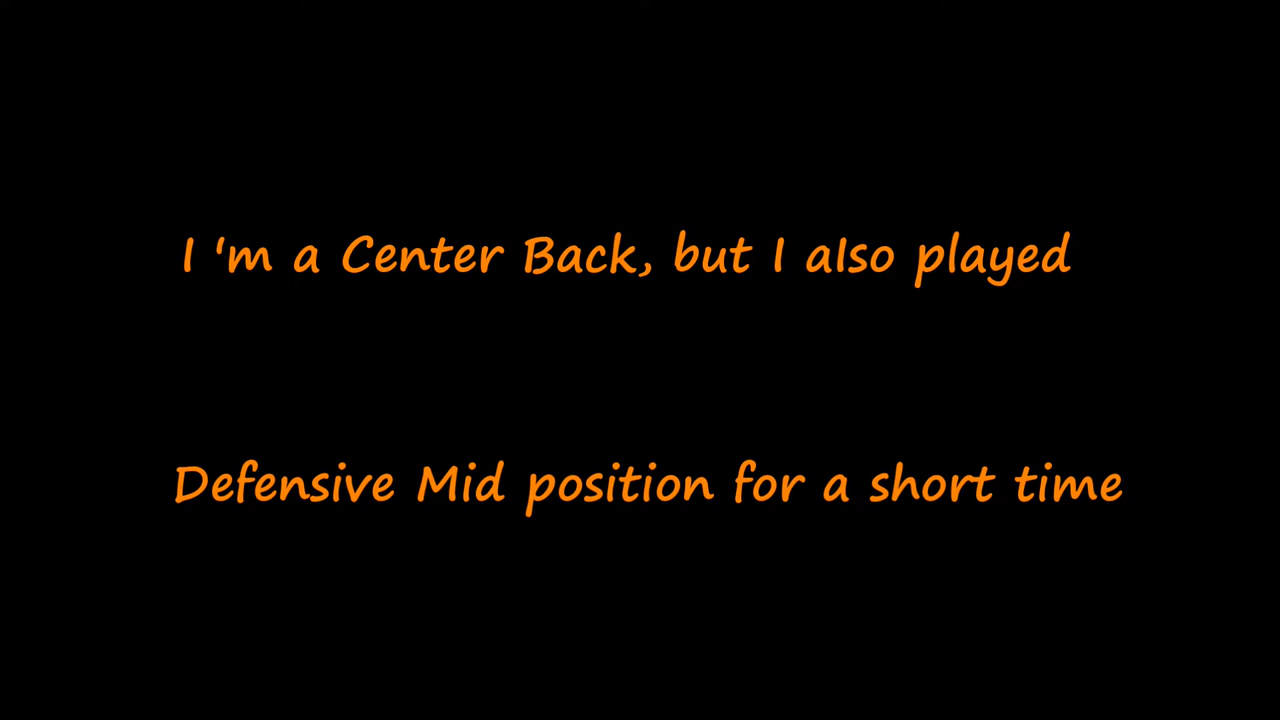 I 'm a Center Back, but I also played
Defensive Mid position for a short time